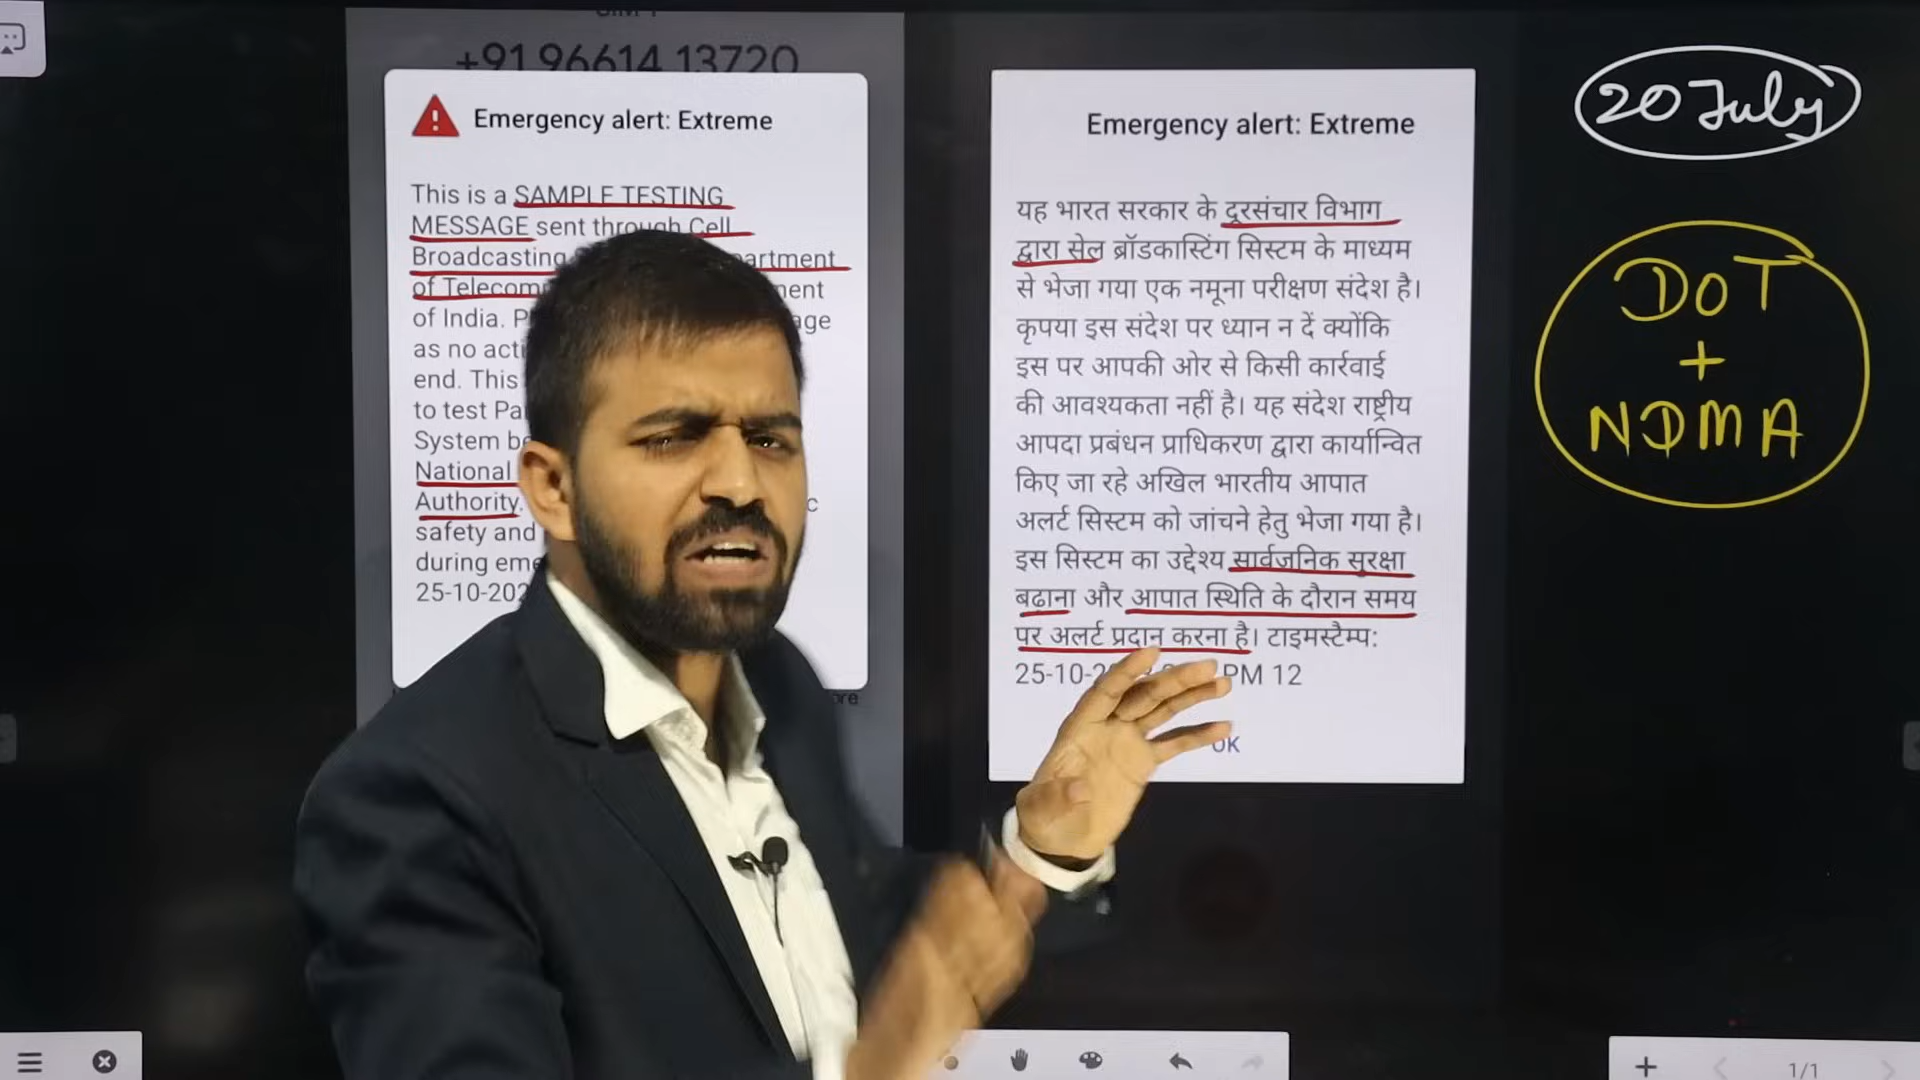 +91 96614 13720
Emergency alert: Extreme
This is a SAMPLE TESTING
MESSAGE sent through Cell
Broadcasting
of
of India.
as no
end. This
to test
System
National
Authority.
safety and
during
Emergency alert: Extreme
यह भारत सरकार के दूरसंचार विभाग
द्वारा सेल ब्रॉडकास्टिंग सिस्टम के माध्यम
से भेजा गया एक नमूना परीक्षण संदेश है।
कृपया इस संदेश पर ध्यान न दें क्योंकि
इस पर आपकी ओर से किसी कार्रवाई
की आवश्यकता नहीं है। यह संदेश राष्ट्रीय
आपदा प्रबंधन प्राधिकरण द्वारा कार्यान्वित
किए जा रहे अखिल भारतीय आपात
अलर्ट सिस्टम को जांचने हेतु भेजा गया है।
इस सिस्टम का उद्देश्य सार्वजनिक सुरक्षा
बढ़ाना और आपात स्थिति के दौरान समय
पर अलर्ट प्रदान करना है। टाइमस्टैम्प:
PM 12
OK
20 July
DOT
+
NDMA
1/1